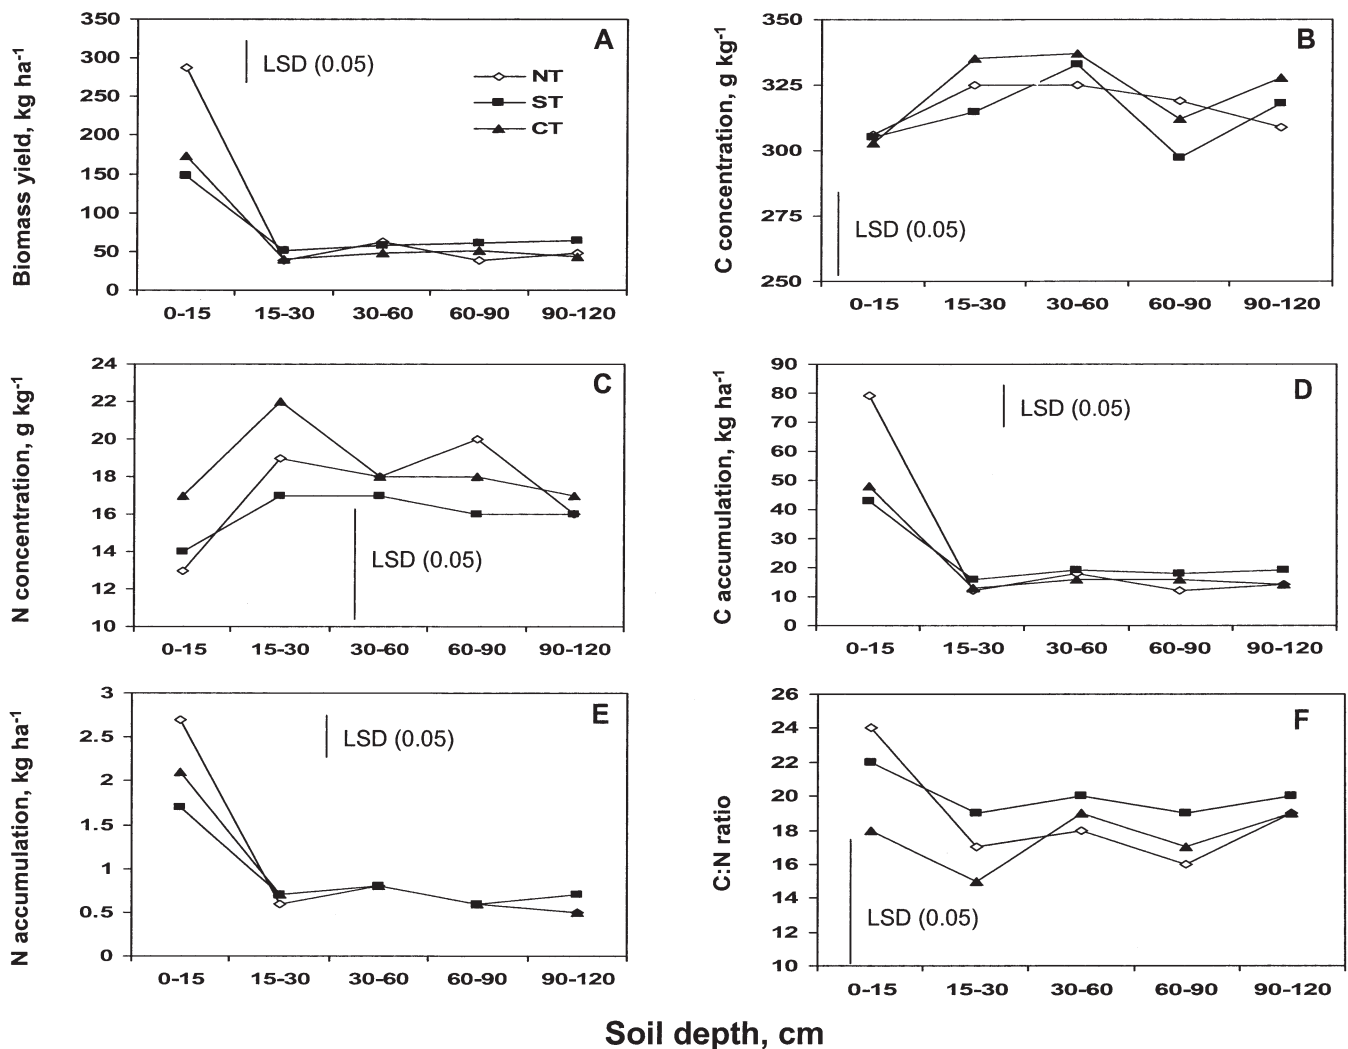 A
Biomass yield, kg ha-1
350
300
250
200
150
100
50
0
LSD (0.05)
NT
ST
CT
0-15 15-30 30-60 60-90 90-120
B
C concentration, g kg-1
350
325
300
275
250
LSD (0.05)
0-15 15-30 30-60 60-90 90-120
C
N concentration, g kg-1
24
22
20
18
16
14
12
10
LSD (0.05)
0-15 15-30 30-60 60-90 90-120
D
C accumulation, kg ha-1
90
80
70
60
50
40
30
20
10
0
LSD (0.05)
0-15 15-30 30-60 60-90 90-120
E
N accumulation, kg ha-1
3
2.5
2
1.5
1
0.5
0
LSD (0.05)
0-15 15-30 30-60 60-90 90-120
F
C:N ratio
26
24
22
20
18
16
14
12
10
LSD (0.05)
0-15 15-30 30-60 60-90 90-120
Soil depth, cm